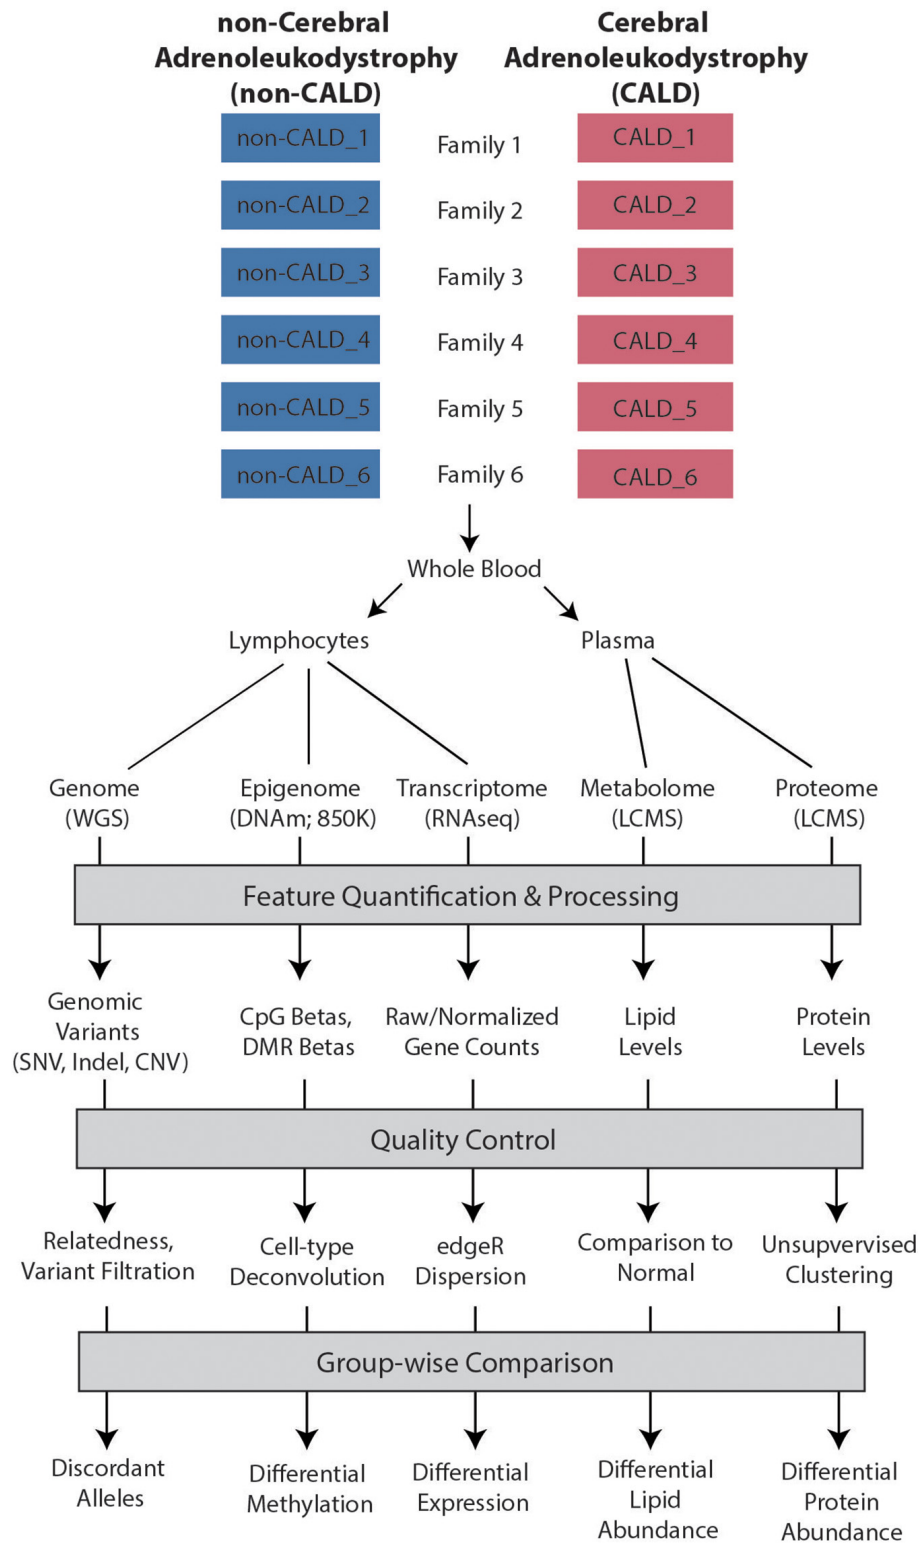 non-Cerebral
Adrenoleukodystrophy
(non-CALD)
Cerebral
Adrenoleukodystrophy
(CALD)
non-CALD_1
Family 1
CALD_1
non-CALD_2
Family 2
CALD_2
non-CALD_3
Family 3
CALD_3
non-CALD_4
Family 4
CALD_4
non-CALD_5
Family 5
CALD_5
non-CALD_6
Family 6
CALD_6
Whole Blood
Lymphocytes
Plasma
Genome
(WGS)
Epigenome
(DNAm; 850K)
Transcriptome
(RNAseq)
Metabolome
(LCMS)
Proteome
(LCMS)
Feature Quantification & Processing
Genomic
Variants
(SNV, Indel, CNV)
CpG Betas,
DMR Betas
Raw/Normalized
Gene Counts
Lipid
Levels
Protein
Levels
Quality Control
Relatedness,
Variant Filtration
Cell-type
Deconvolution
edgeR
Dispersion
Comparison to
Normal
Unsupvervised
Clustering
Group-wise Comparison
Discordant
Alleles
Differential
Methylation
Differential
Expression
Differential
Lipid
Abundance
Differential
Protein
Abundance